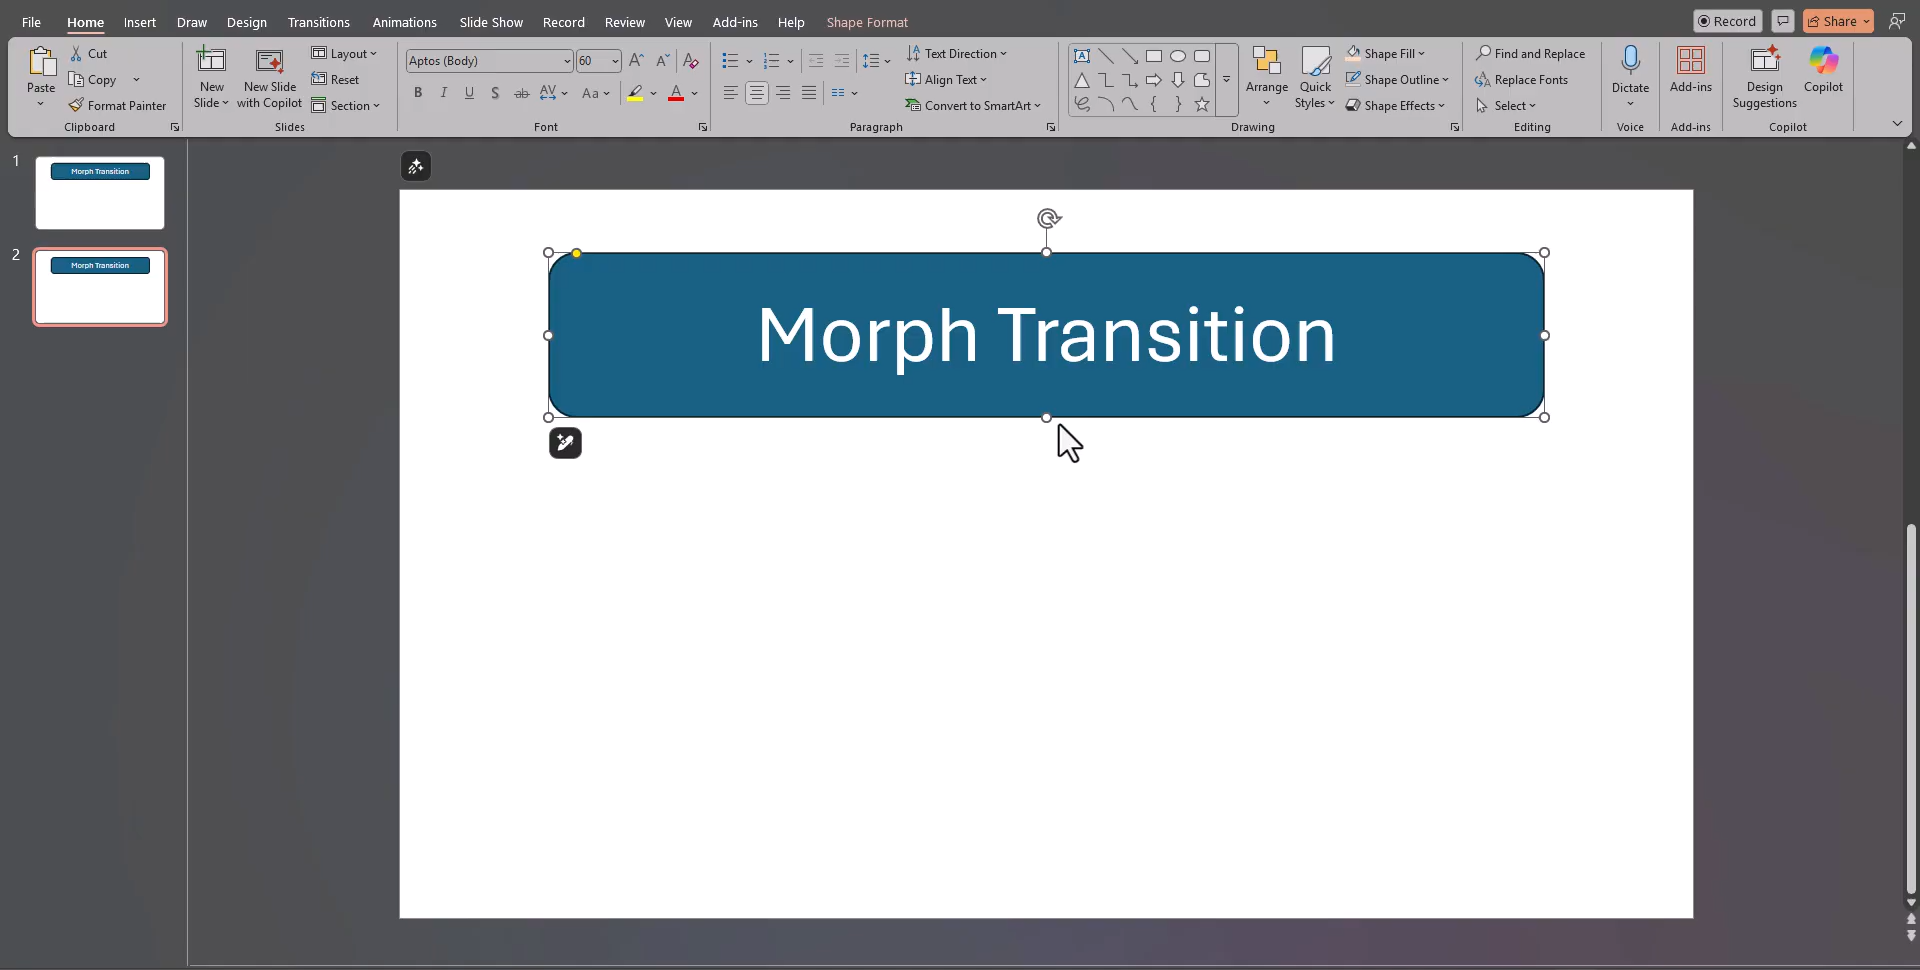 File Home Insert Draw Design Transitions Animations Slide Show Record Review View Add-ins Help Shape Format
Record Share
Paste
Cut
Copy
Format Painter
Clipboard
New
Slide
New Slide
with Copilot
Layout
Reset
Section
Slides
Aptos (Body) 60
B I U S ab AV Aa A
Font
Text Direction
Align Text
Convert to SmartArt
Paragraph
Arrange
Quick
Styles
Shape Fill
Shape Outline
Shape Effects
Drawing
Find and Replace
Replace Fonts
Select
Editing
Dictate
Voice
Add-ins
Add-ins
Design
Suggestions
Copilot
Copilot
1
Morph Transition
2
Morph Transition
Morph Transition